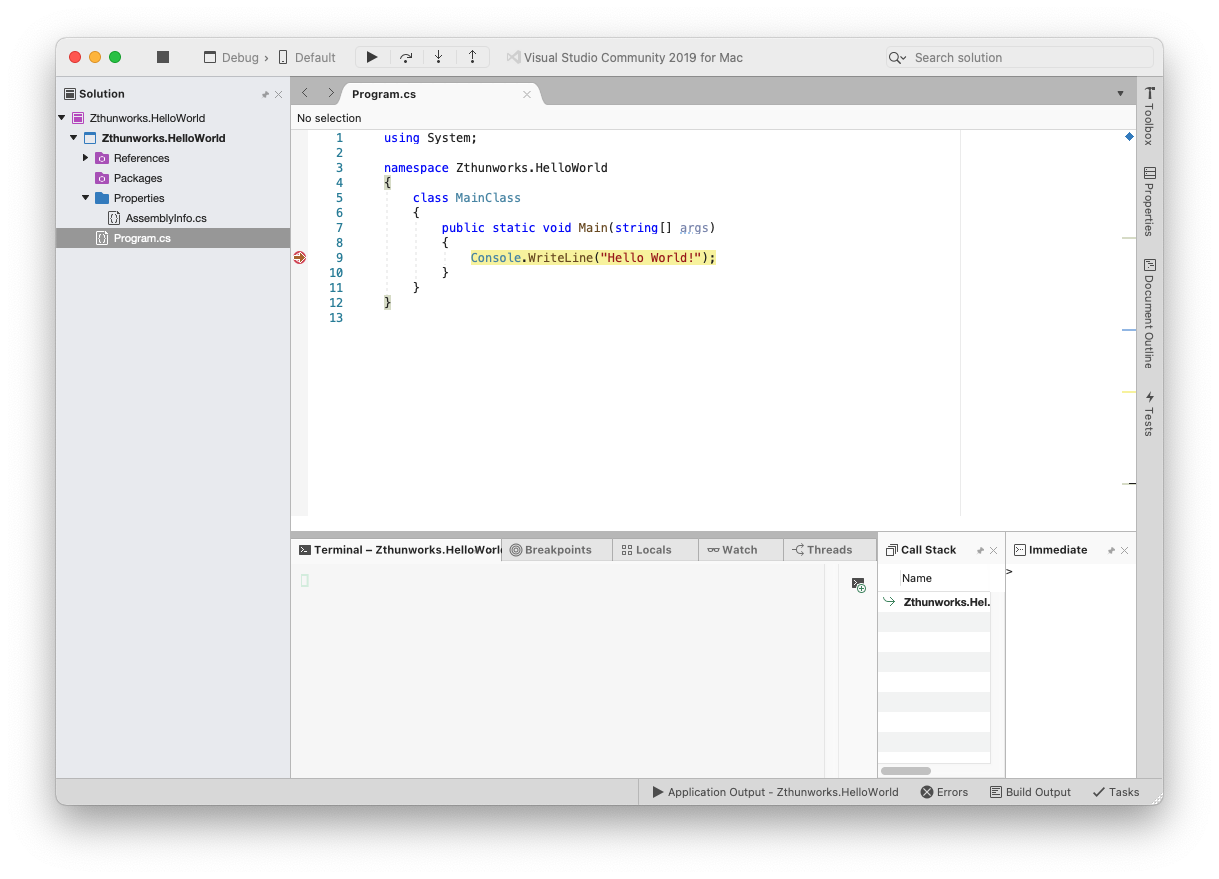 Debug › Default
Visual Studio Community 2019 for Mac
Search solution
Solution
Zthunworks.HelloWorld
Zthunworks.HelloWorld
References
Packages
Properties
AssemblyInfo.cs
Program.cs
Program.cs
No selection
1 using System;
2
3 namespace Zthunworks.HelloWorld
4 {
5 class MainClass
6 {
7 public static void Main(string[] args)
8 {
9 Console.WriteLine("Hello World!");
10 }
11 }
12 }
13
Toolbox
Properties
Document Outline
Tests
Terminal – Zthunworks.HelloWorl
Breakpoints
Locals
Watch
Threads
Call Stack
Name
Zthunworks.Hel.
Immediate
>
Application Output - Zthunworks.HelloWorld
Errors
Build Output
Tasks